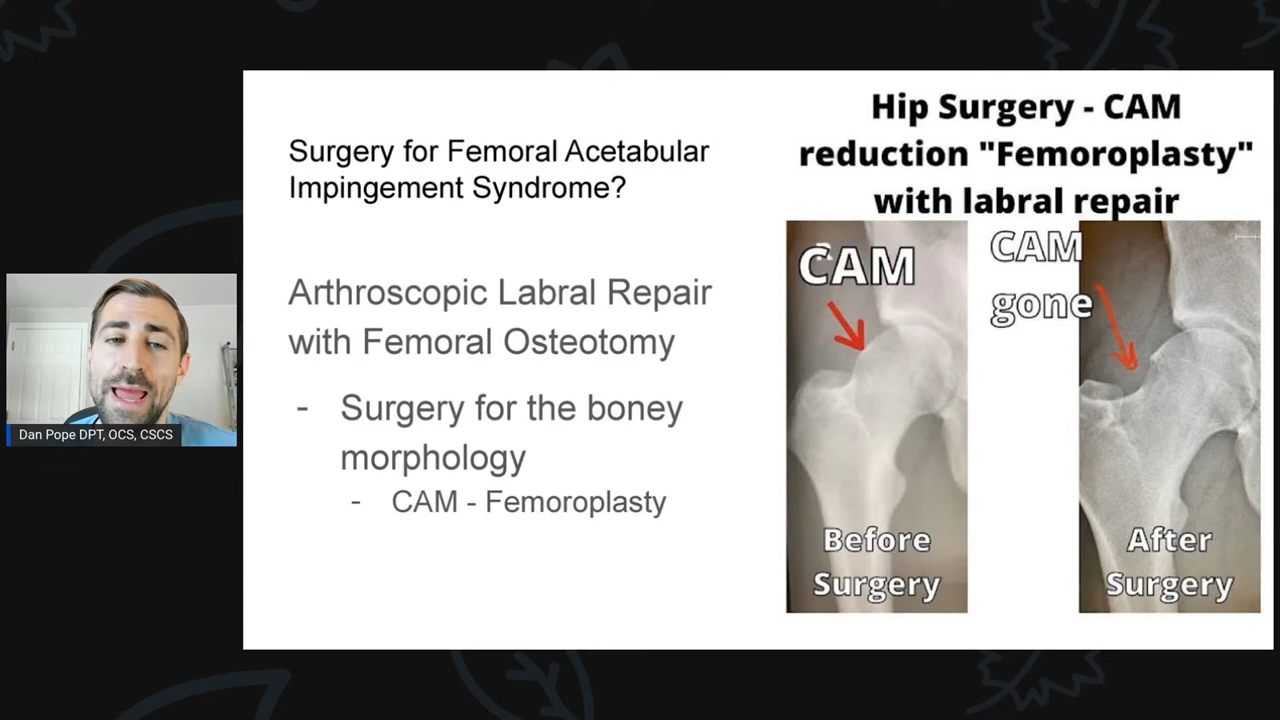 Surgery for Femoral Acetabular
Impingement Syndrome?
Arthroscopic Labral Repair
with Femoral Osteotomy
- Surgery for the boney
morphology
- CAM - Femoroplasty
Hip Surgery - CAM
reduction "Femoroplasty"
with labral repair
CAM
Before
Surgery
CAM
gone
After
Surgery
Dan Pope DPT, OCS, CSCS